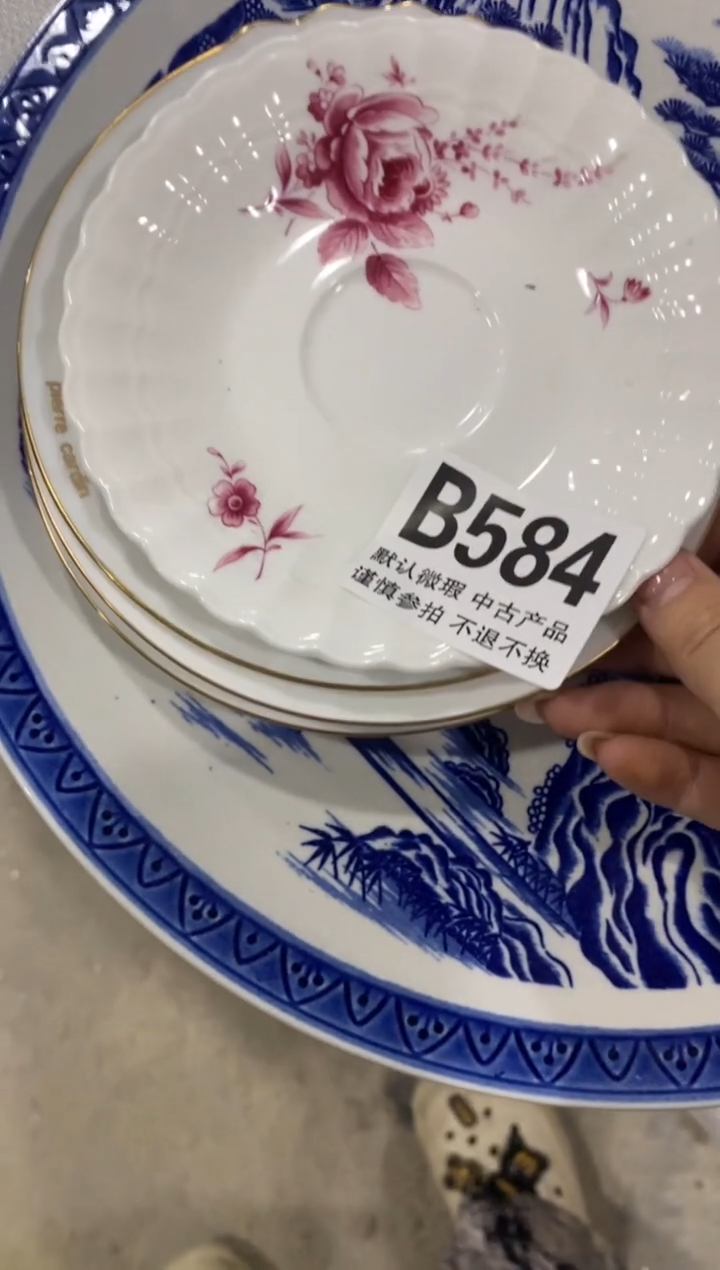 pierre cardin
B584
默认微瑕 中古产品
谨慎参拍 不退不换